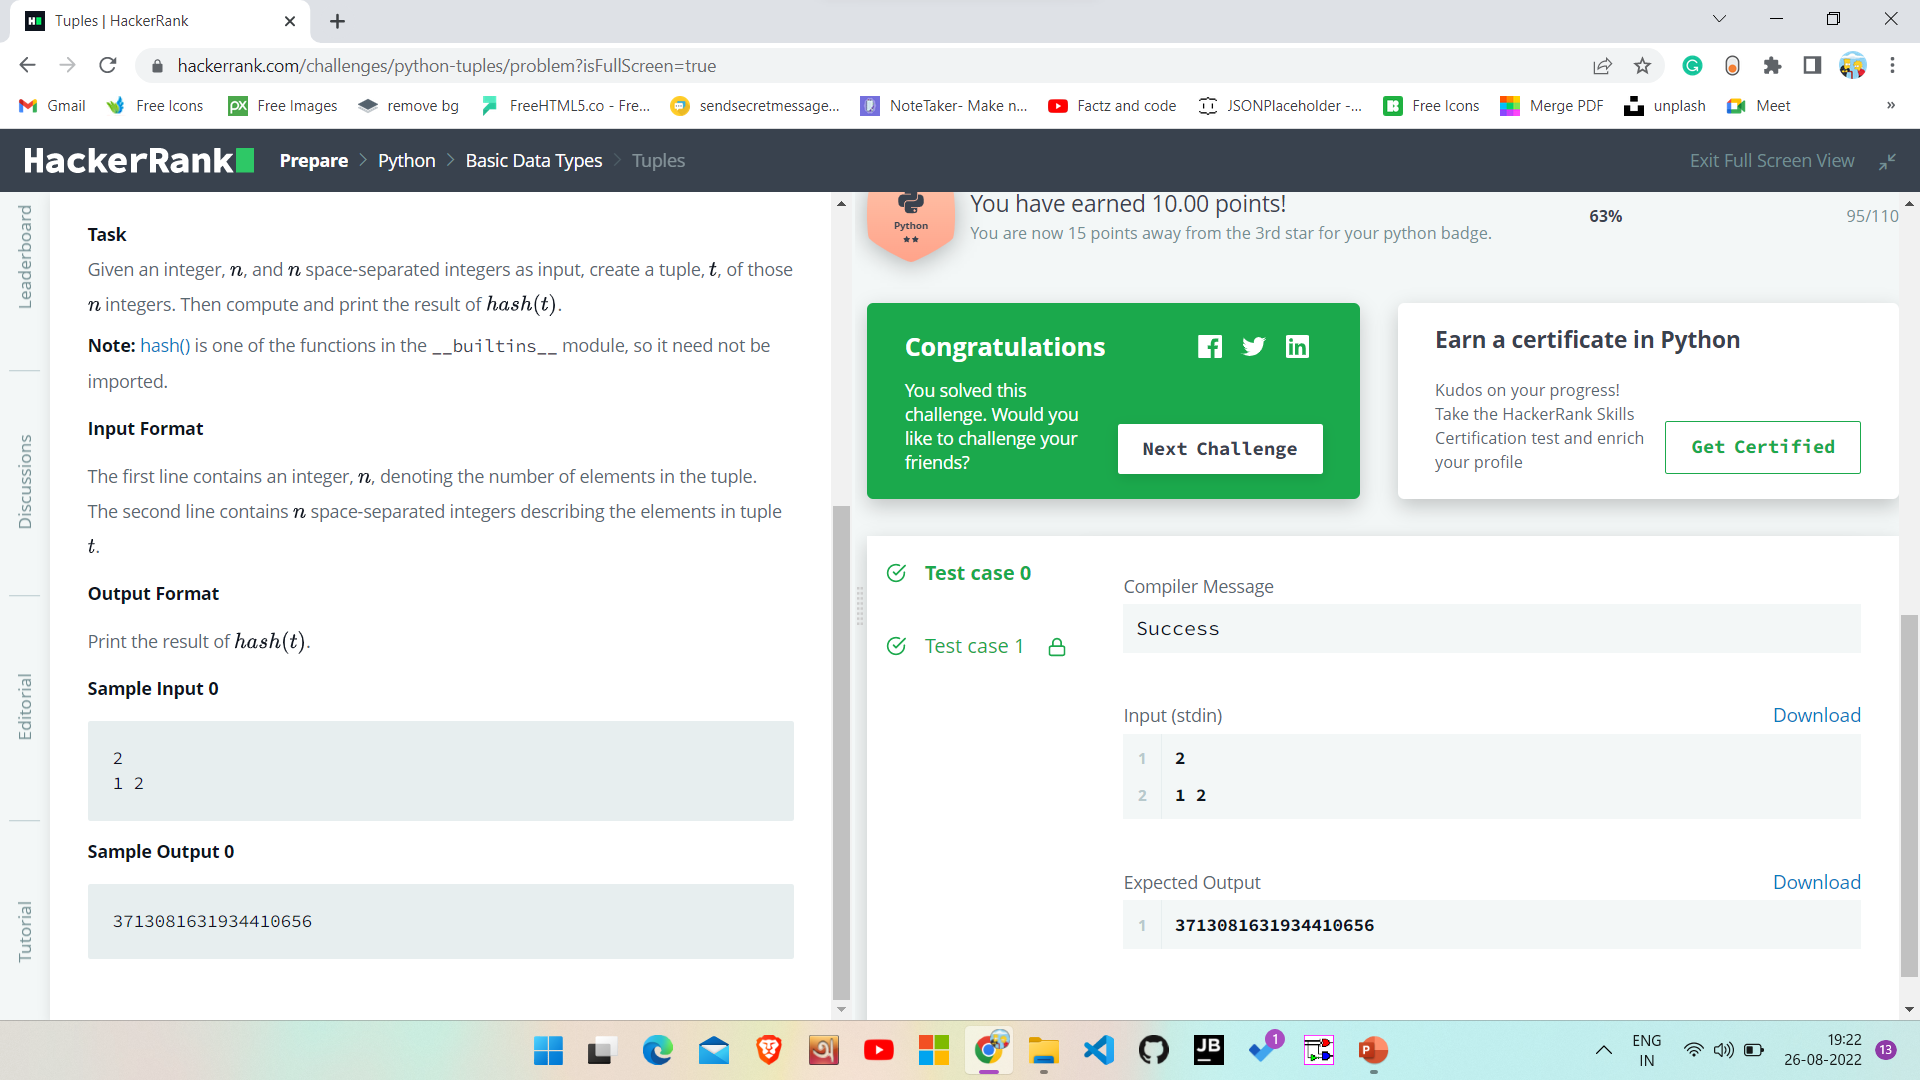 Tuples | HackerRank
hackerrank.com/challenges/python-tuples/problem?isFullScreen=true
Gmail
Free Icons
px
Free Images
remove bg
FreeHTML5.co - Fre...
sendsecretmessage...
NoteTaker- Make n...
Factz and code
JSONPlaceholder -...
Free Icons
Merge PDF
unplash
Meet
»
HackerRank
Prepare
Python
Basic Data Types
Tuples
Exit Full Screen View
Leaderboard
Discussions
Editorial
Tutorial
Task
Given an integer, n, and n space-separated integers as input, create a tuple, t, of those
n integers. Then compute and print the result of hash(t).
Note: hash() is one of the functions in the __builtins__ module, so it need not be
imported.
Input Format
The first line contains an integer, n, denoting the number of elements in the tuple.
The second line contains n space-separated integers describing the elements in tuple
t.
Output Format
Print the result of hash(t).
Sample Input 0
2
1 2
Sample Output 0
3713081631934410656
Python
You have earned 10.00 points!
You are now 15 points away from the 3rd star for your python badge.
63%
95/110
Congratulations
You solved this
challenge. Would you
like to challenge your
friends?
Next Challenge
Earn a certificate in Python
Kudos on your progress!
Take the HackerRank Skills
Certification test and enrich
your profile
Get Certified
Test case 0
Test case 1
Compiler Message
Success
Input (stdin)
Download
1 2
2 1 2
Expected Output
Download
1 3713081631934410656
JB
1
P
ENG
IN
19:22
26-08-2022
13